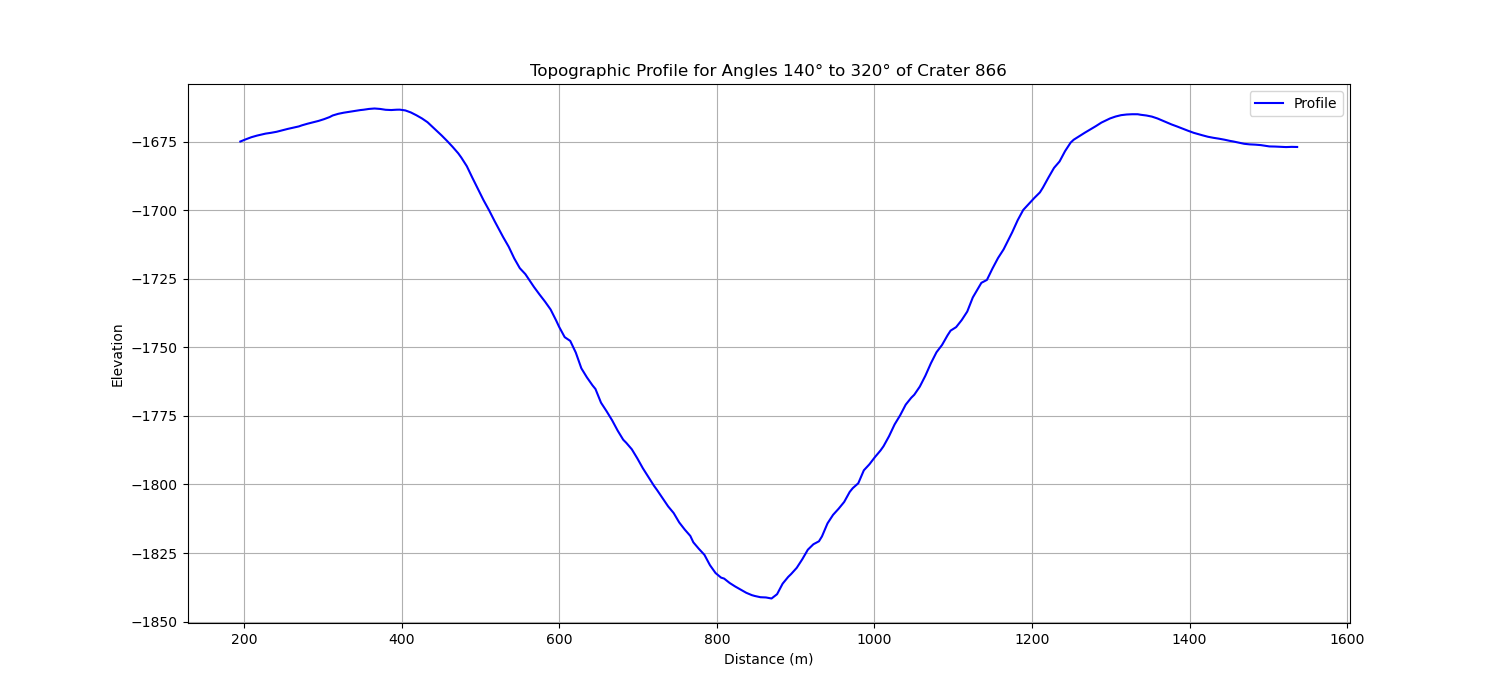 Topographic Profile for Angles 140° to 320° of Crater 866
Profile
Elevation
−1675
−1700
−1725
−1750
−1775
−1800
−1825
−1850
200 400 600 800 1000 1200 1400 1600
Distance (m)